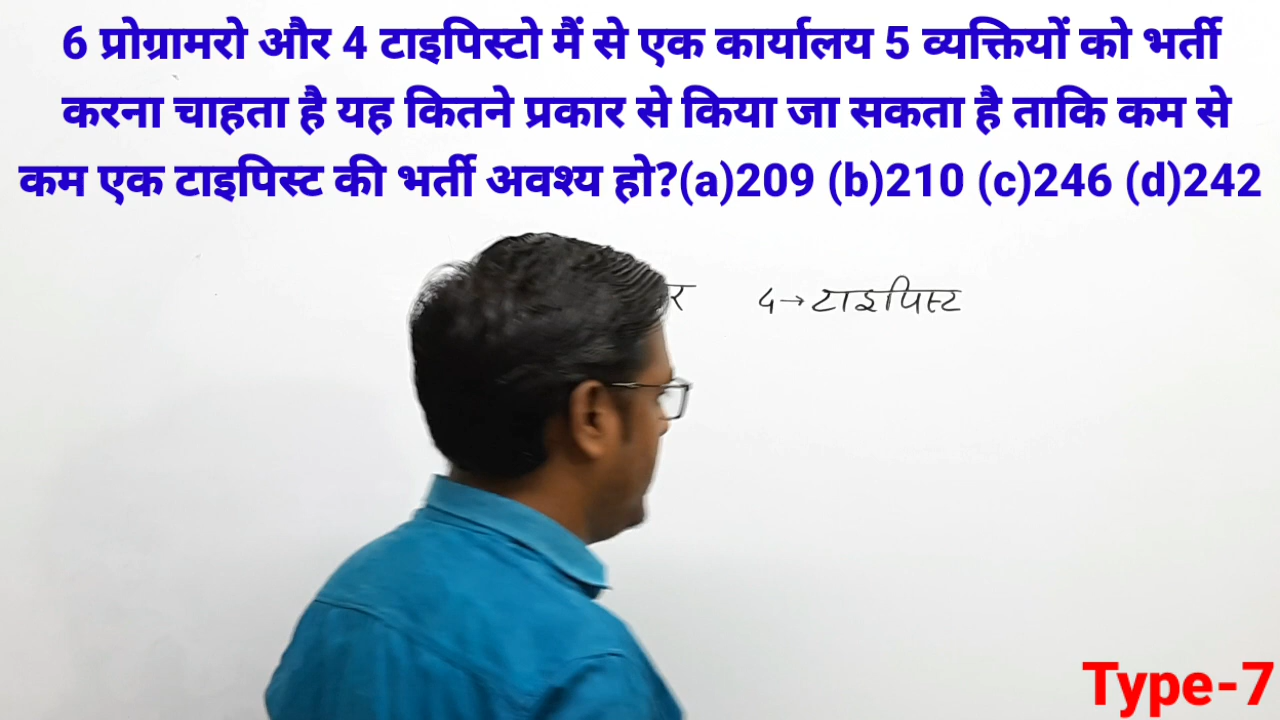 6 प्रोग्रामरो और 4 टाइपिस्टो मैं से एक कार्यालय 5 व्यक्तियों को भर्ती
करना चाहता है यह कितने प्रकार से किया जा सकता है ताकि कम से
कम एक टाइपिस्ट की भर्ती अवश्य हो?(a)209 (b)210 (c)246 (d)242
र 4→टाइपिस्ट
Type-7